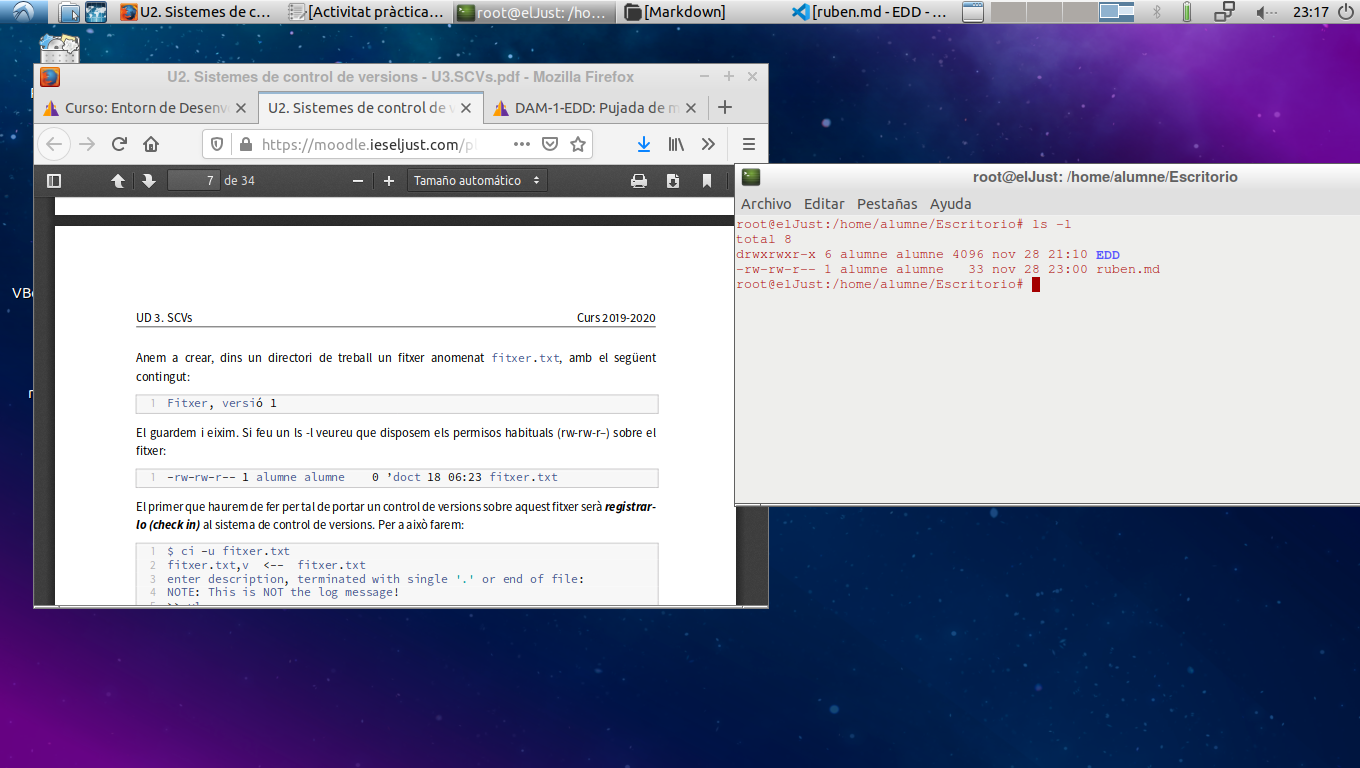 U2. Sistemes de c...
[Activitat pràctica...
root@elJust: /ho...
[Markdown]
[ruben.md - EDD - ...
23:17
U2. Sistemes de control de versions - U3.SCVs.pdf - Mozilla Firefox
Curso: Entorn de Desenv
U2. Sistemes de control de v
DAM-1-EDD: Pujada de m
https://moodle.ieseljust.com/pl
7 de 34
Tamaño automático
UD 3. SCVs
Curs 2019-2020
Anem a crear, dins un directori de treball un fitxer anomenat fitxer.txt, amb el següent
contingut:
1 Fitxer, versió 1
El guardem i eixim. Si feu un ls -l veureu que disposem els permisos habituals (rw-rw-r–) sobre el
fitxer:
1 -rw-rw-r-- 1 alumne alumne 0 ’doct 18 06:23 fitxer.txt
El primer que haurem de fer per tal de portar un control de versions sobre aquest fitxer serà registrar-
lo (check in) al sistema de control de versions. Per a això farem:
1 $ ci -u fitxer.txt
2 fitxer.txt,v <-- fitxer.txt
3 enter description, terminated with single '.' or end of file:
4 NOTE: This is NOT the log message!
root@elJust: /home/alumne/Escritorio
Archivo Editar Pestañas Ayuda
root@elJust:/home/alumne/Escritorio# ls -l
total 8
drwxrwxr-x 6 alumne alumne 4096 nov 28 21:10 EDD
-rw-rw-r-- 1 alumne alumne 33 nov 28 23:00 ruben.md
root@elJust:/home/alumne/Escritorio#